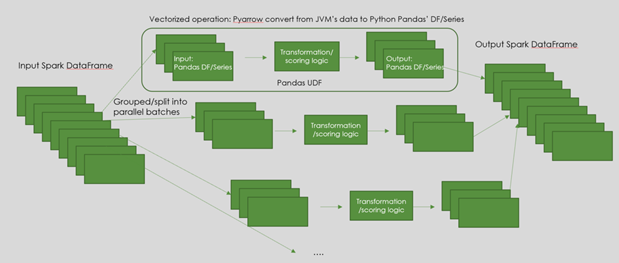 Vectorized operation: Pyarrow convert from JVM's data to Python Pandas' DF/Series
Input Spark DataFrame
Input:
Pandas DF/Series
Transformation/
scoring logic
Output:
Pandas DF/Series
Pandas UDF
Output Spark DataFrame
Grouped/split into
parallel batches
Transformation
/scoring logic
Transformation
/scoring logic
....